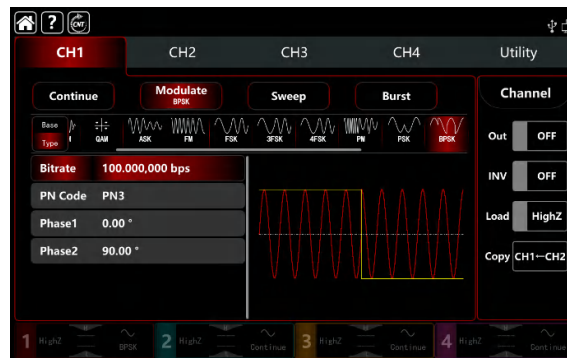 ? CNT
CH1 CH2 CH3 CH4 Utility
Continue Modulate Sweep Burst Channel
BPSK
Base
Type QAM ASK FM FSK 3FSK 4FSK PM PSK BPSK
Out OFF
Bitrate 100.000,000 bps
INV OFF
PN Code PN3
Phase1 0.00 °
Load HighZ
Phase2 90.00 °
Copy CH1←CH2
1 HighZ BPSK 2 HighZ Continue 3 HighZ Continue 4 HighZ Continue